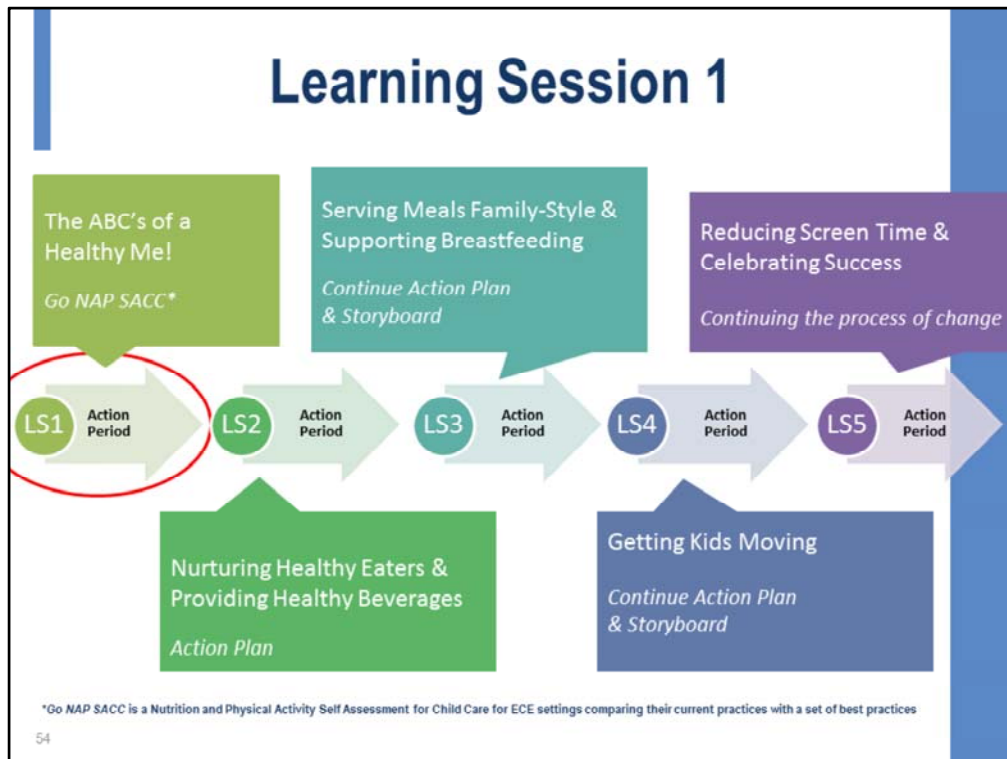 Learning Session 1
The ABC's of a
Healthy Me!
Go NAP SACC*
Serving Meals Family-Style &
Supporting Breastfeeding
Continue Action Plan
& Storyboard
Reducing Screen Time &
Celebrating Success
Continuing the process of change
LS1
Action
Period
LS2
Action
Period
LS3
Action
Period
LS4
Action
Period
LS5
Action
Period
Nurturing Healthy Eaters &
Providing Healthy Beverages
Action Plan
Getting Kids Moving
Continue Action Plan
& Storyboard
*Go NAP SACC is a Nutrition and Physical Activity Self Assessment for Child Care for ECE settings comparing their current practices with a set of best practices
54